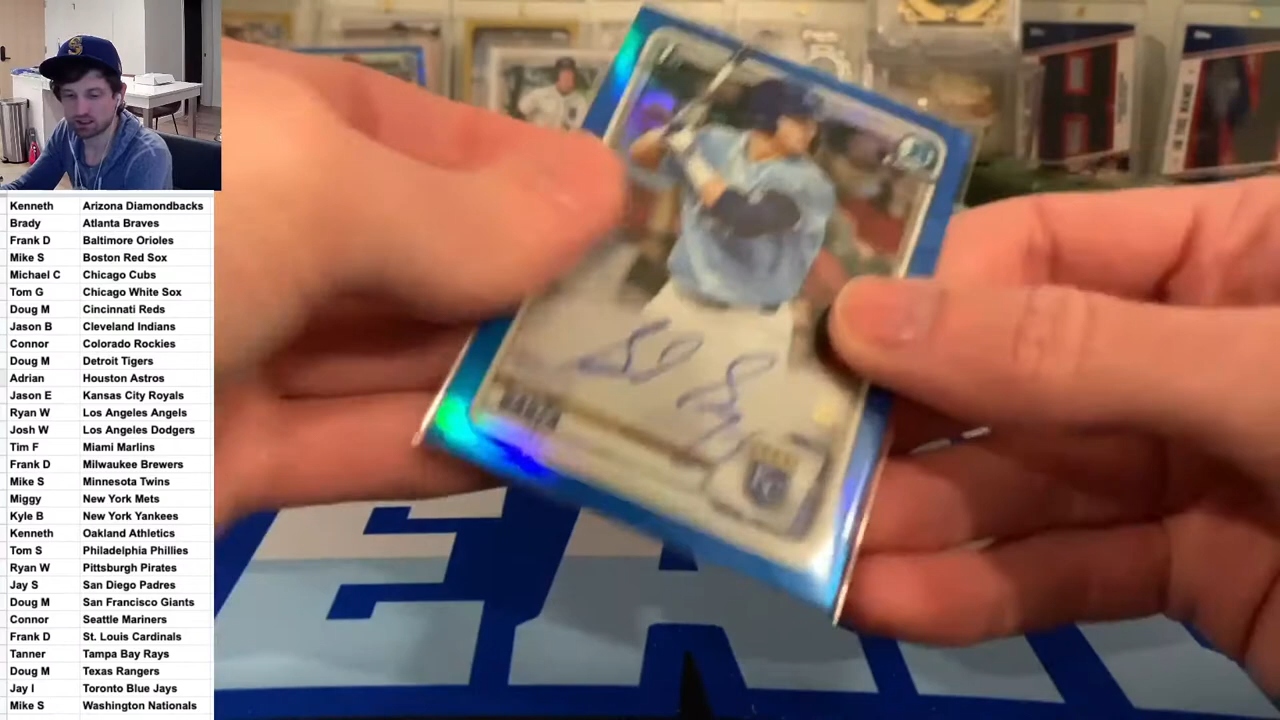 Kenneth Arizona Diamondbacks
Brady Atlanta Braves
Frank D Baltimore Orioles
Mike S Boston Red Sox
Michael C Chicago Cubs
Tom G Chicago White Sox
Doug M Cincinnati Reds
Jason B Cleveland Indians
Connor Colorado Rockies
Doug M Detroit Tigers
Adrian Houston Astros
Jason E Kansas City Royals
Ryan W Los Angeles Angels
Josh W Los Angeles Dodgers
Tim F Miami Marlins
Frank D Milwaukee Brewers
Mike S Minnesota Twins
Miggy New York Mets
Kyle B New York Yankees
Kenneth Oakland Athletics
Tom S Philadelphia Phillies
Ryan W Pittsburgh Pirates
Jay S San Diego Padres
Doug M San Francisco Giants
Connor Seattle Mariners
Frank D St. Louis Cardinals
Tanner Tampa Bay Rays
Doug M Texas Rangers
Jay I Toronto Blue Jays
Mike S Washington Nationals